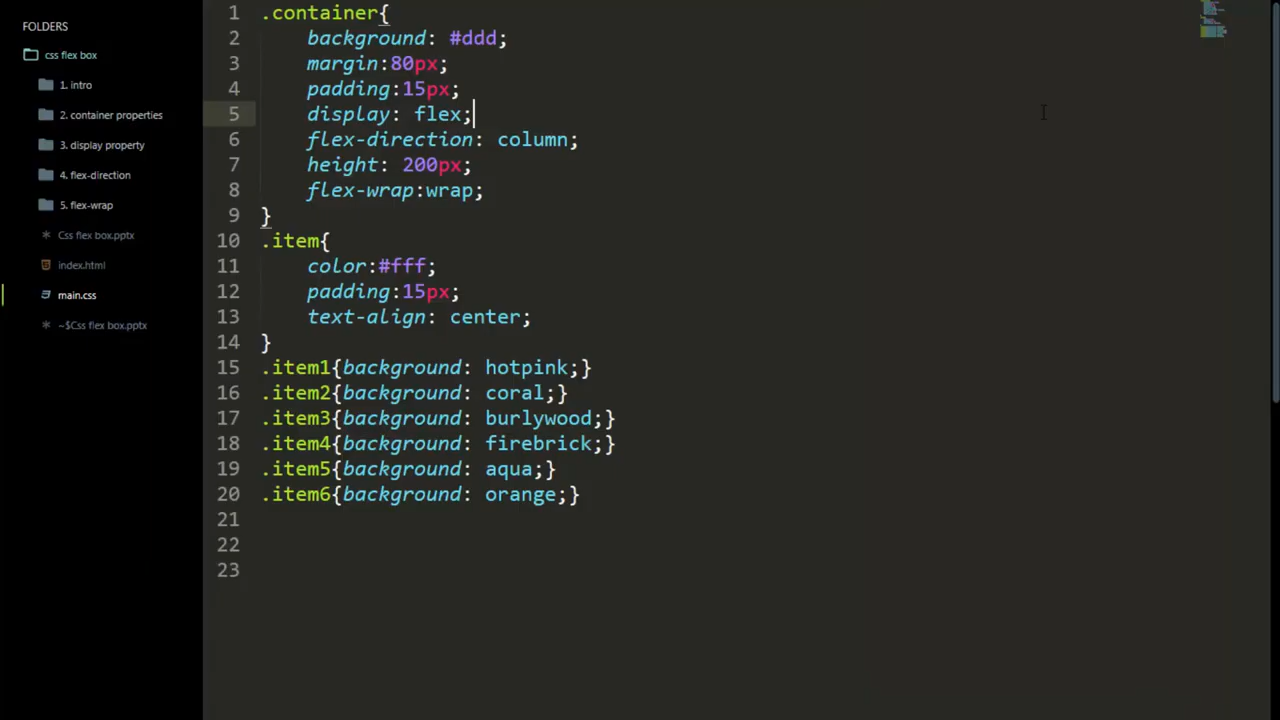 FOLDERS
css flex box
1. intro
2. container properties
3. display property
4. flex-direction
5. flex-wrap
Css flex box.pptx
index.html
main.css
~$Css flex box.pptx
1 .container{
2 background: #ddd;
3 margin:80px;
4 padding:15px;
5 display: flex;
6 flex-direction: column;
7 height: 200px;
8 flex-wrap:wrap;
9 }
10 .item{
11 color:#fff;
12 padding:15px;
13 text-align: center;
14 }
15 .item1{background: hotpink;}
16 .item2{background: coral;}
17 .item3{background: burlywood;}
18 .item4{background: firebrick;}
19 .item5{background: aqua;}
20 .item6{background: orange;}
21
22
23